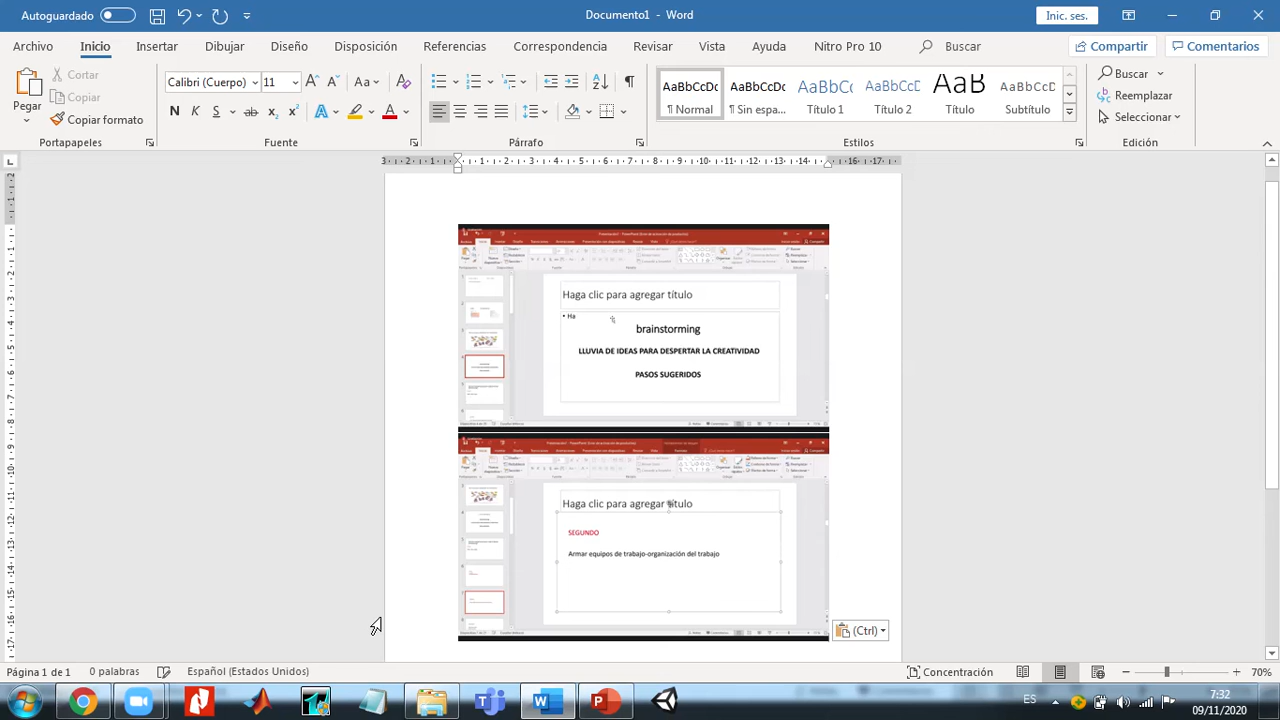 Autoguardado
Documento1 - Word
Inic. ses.
Archivo Inicio Insertar Dibujar Diseño Disposición Referencias Correspondencia Revisar Vista Ayuda Nitro Pro 10 Buscar Compartir Comentarios
Pegar
Cortar
Copiar
Copiar formato
Portapapeles
Calibri (Cuerpo) 11
Fuente
Párrafo
AaBbCcDc AaBbCcDc AaBbCc AaBbCcD AaB AaBbCcD
¶ Normal ¶ Sin espa... Título 1 Título 2 Título Subtítulo
Estilos
Buscar
Reemplazar
Seleccionar
Edición
Haga clic para agregar título
• Ha
brainstorming
LLUVIA DE IDEAS PARA DESPERTAR LA CREATIVIDAD
PASOS SUGERIDOS
Haga clic para agregar título
SEGUNDO
Armar equipos de trabajo-organización del trabajo
(Ctrl)
Página 1 de 1 0 palabras Español (Estados Unidos) Concentración 70%
ES
7:32
09/11/2020